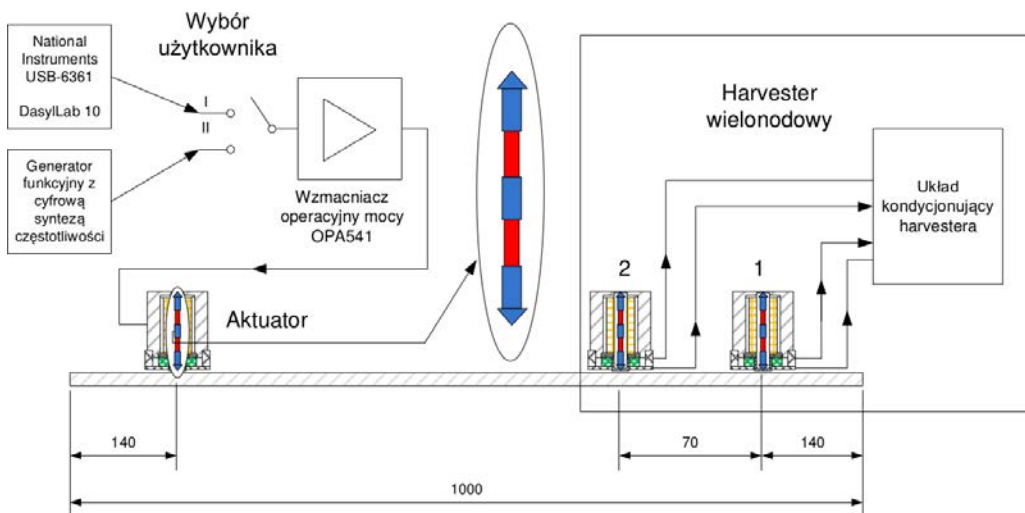 National
Instruments
USB-6361
DasylLab 10
Generator
funkcyjny z
cyfrową
syntezą
częstotliwości
Wybór
użytkownika
I
II
Wzmacniacz
operacyjny mocy
OPA541
Aktuator
Harvester
wielonodowy
Układ
kondycjonujący
harvestera
2
1
140
70
140
1000